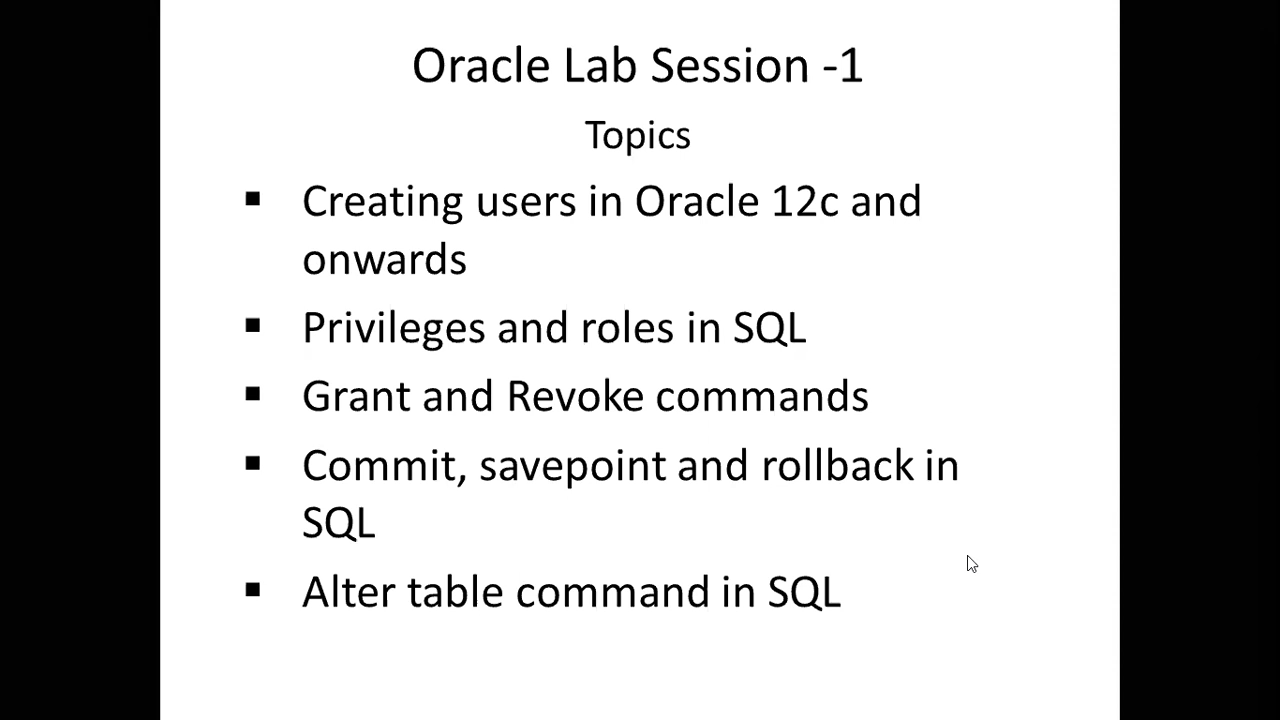 Oracle Lab Session -1
Topics
▪ Creating users in Oracle 12c and
onwards
▪ Privileges and roles in SQL
▪ Grant and Revoke commands
▪ Commit, savepoint and rollback in
SQL
▪ Alter table command in SQL